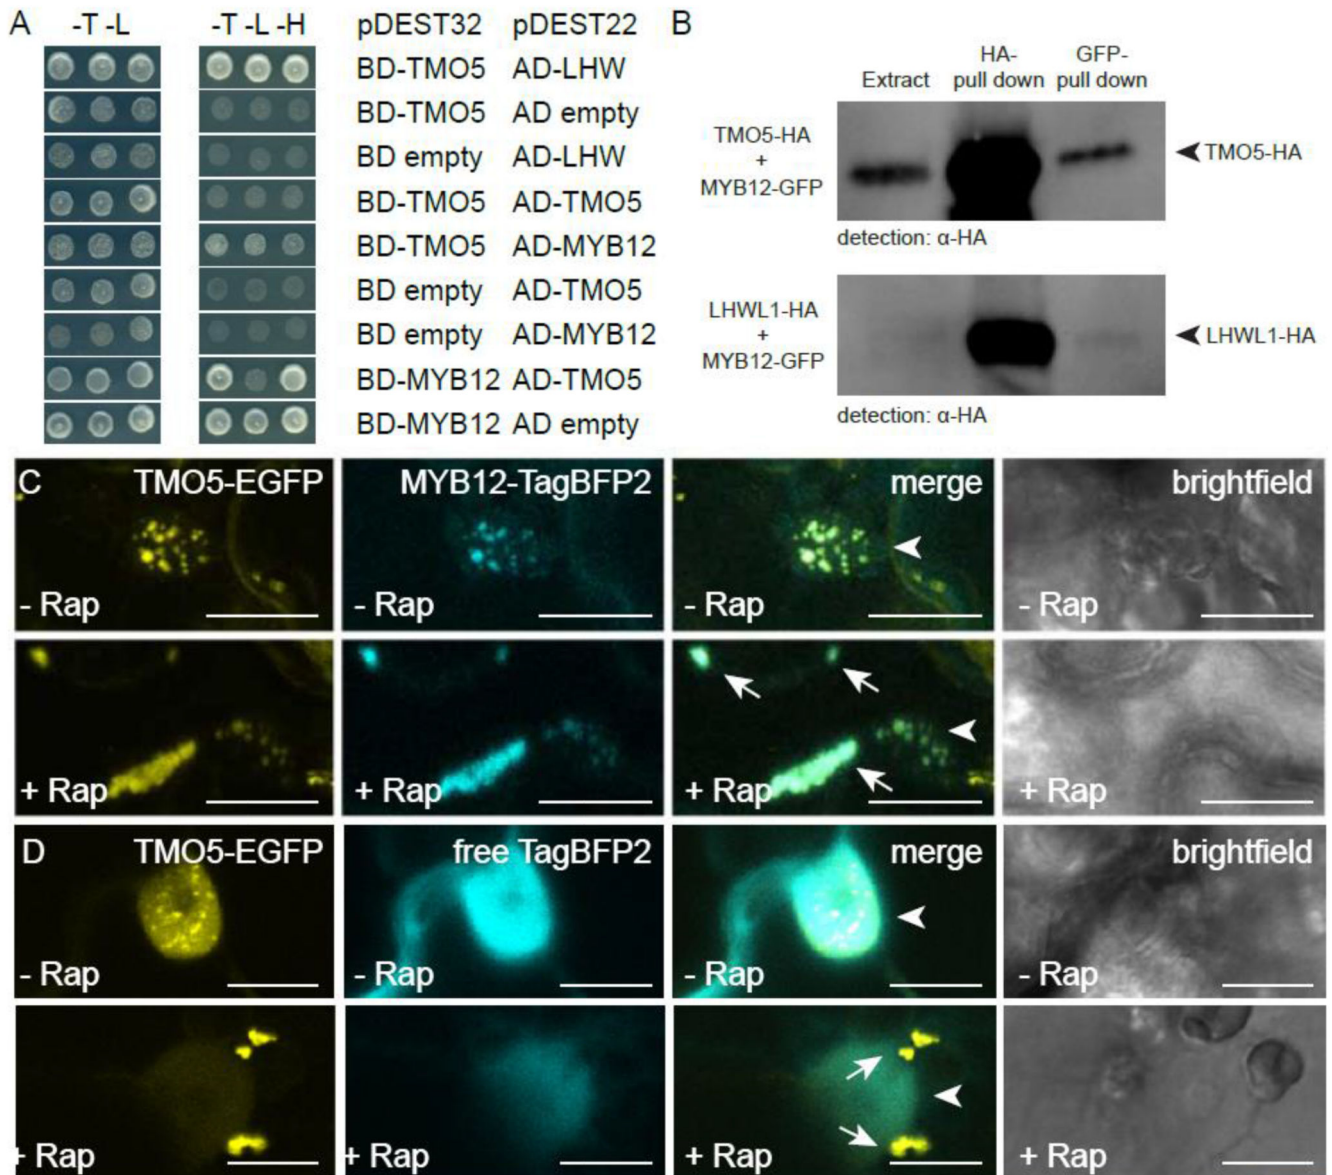 A
-T -L
-T -L -H
pDEST32 pDEST22
BD-TMO5 AD-LHW
BD-TMO5 AD empty
BD empty AD-LHW
BD-TMO5 AD-TMO5
BD-TMO5 AD-MYB12
BD empty AD-TMO5
BD empty AD-MYB12
BD-MYB12 AD-TMO5
BD-MYB12 AD empty
B
Extract
HA-
pull down
GFP-
pull down
TMO5-HA
+
MYB12-GFP
TMO5-HA
detection: α-HA
LHWL1-HA
+
MYB12-GFP
LHWL1-HA
detection: α-HA
C TMO5-EGFP MYB12-TagBFP2 merge brightfield
- Rap - Rap - Rap - Rap
+ Rap + Rap + Rap + Rap
D TMO5-EGFP free TagBFP2 merge brightfield
- Rap - Rap - Rap - Rap
+ Rap + Rap + Rap + Rap